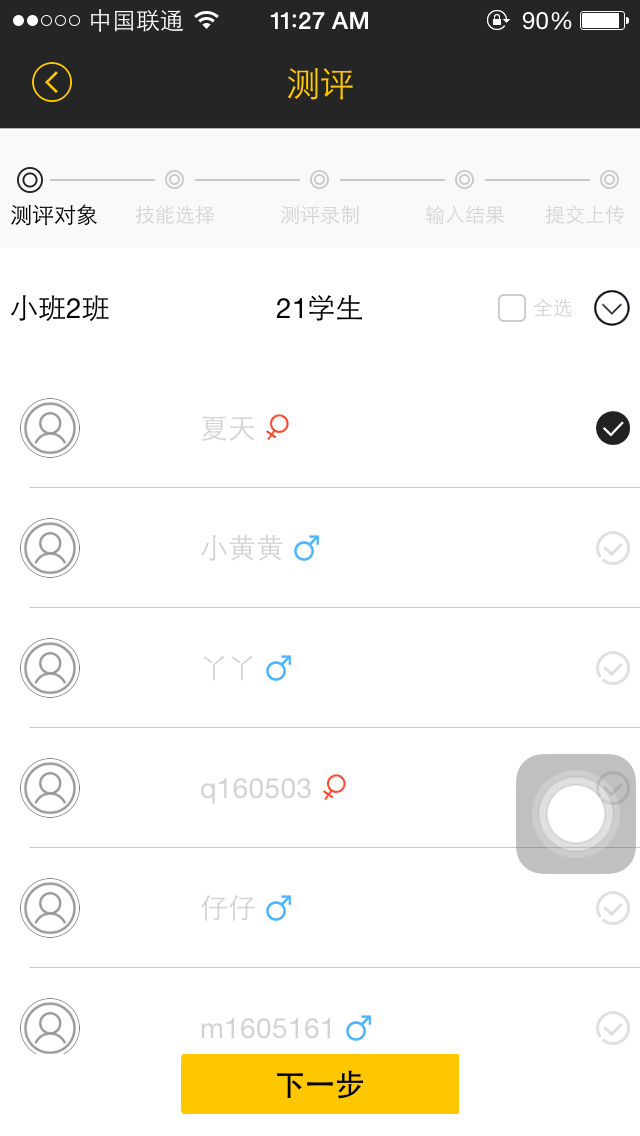 中国联通 11:27 AM 90%
测评
测评对象 技能选择 测评录制 输入结果 提交上传
小班2班 21学生 全选
夏天
小黄黄
丫丫
q160503
仔仔
m1605161
下一步